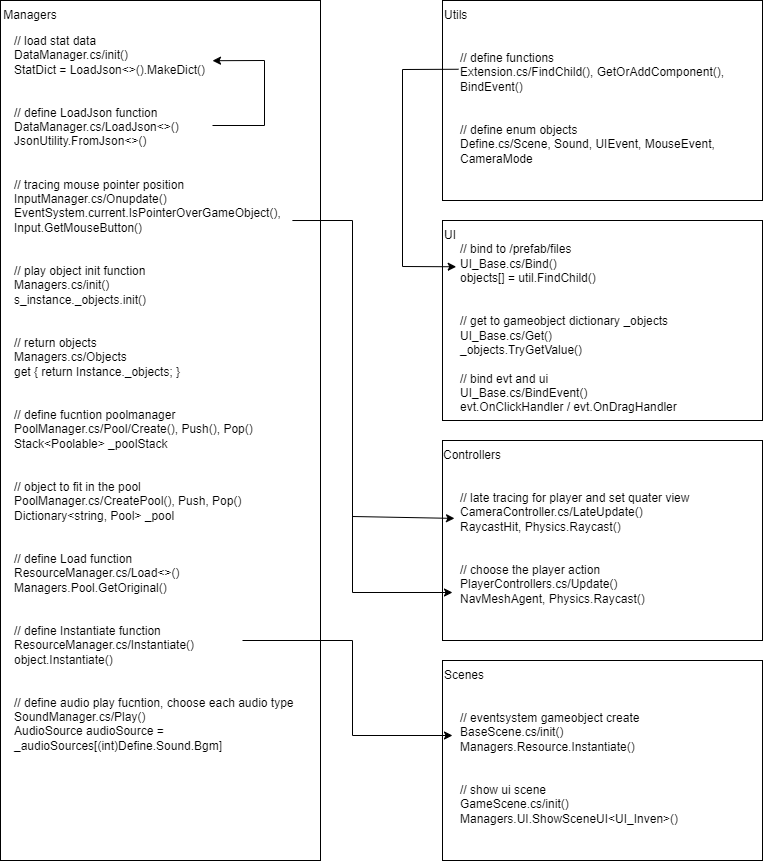 Managers
// load stat data
DataManager.cs/init()
StatDict = LoadJson<>().MakeDict()
// define LoadJson function
DataManager.cs/LoadJson<>()
JsonUtility.FromJson<>()
// tracing mouse pointer position
InputManager.cs/Onupdate()
EventSystem.current.IsPointerOverGameObject(),
Input.GetMouseButton()
// play object init function
Managers.cs/init()
s_instance._objects.init()
// return objects
Managers.cs/Objects
get { return Instance._objects; }
// define fucntion poolmanager
PoolManager.cs/Pool/Create(), Push(), Pop()
Stack<Poolable> _poolStack
// object to fit in the pool
PoolManager.cs/CreatePool(), Push, Pop()
Dictionary<string, Pool> _pool
// define Load function
ResourceManager.cs/Load<>()
Managers.Pool.GetOriginal()
// define Instantiate function
ResourceManager.cs/Instantiate()
object.Instantiate()
// define audio play fucntion, choose each audio type
SoundManager.cs/Play()
AudioSource audioSource =
_audioSources[(int)Define.Sound.Bgm]
Utils
// define functions
Extension.cs/FindChild(), GetOrAddComponent(),
BindEvent()
// define enum objects
Define.cs/Scene, Sound, UIEvent, MouseEvent,
CameraMode
UI
// bind to /prefab/files
UI_Base.cs/Bind()
objects[] = util.FindChild()
// get to gameobject dictionary _objects
UI_Base.cs/Get()
_objects.TryGetValue()
// bind evt and ui
UI_Base.cs/BindEvent()
evt.OnClickHandler / evt.OnDragHandler
Controllers
// late tracing for player and set quater view
CameraController.cs/LateUpdate()
RaycastHit, Physics.Raycast()
// choose the player action
PlayerControllers.cs/Update()
NavMeshAgent, Physics.Raycast()
Scenes
// eventsystem gameobject create
BaseScene.cs/init()
Managers.Resource.Instantiate()
// show ui scene
GameScene.cs/init()
Managers.UI.ShowSceneUI<UI_Inven>()